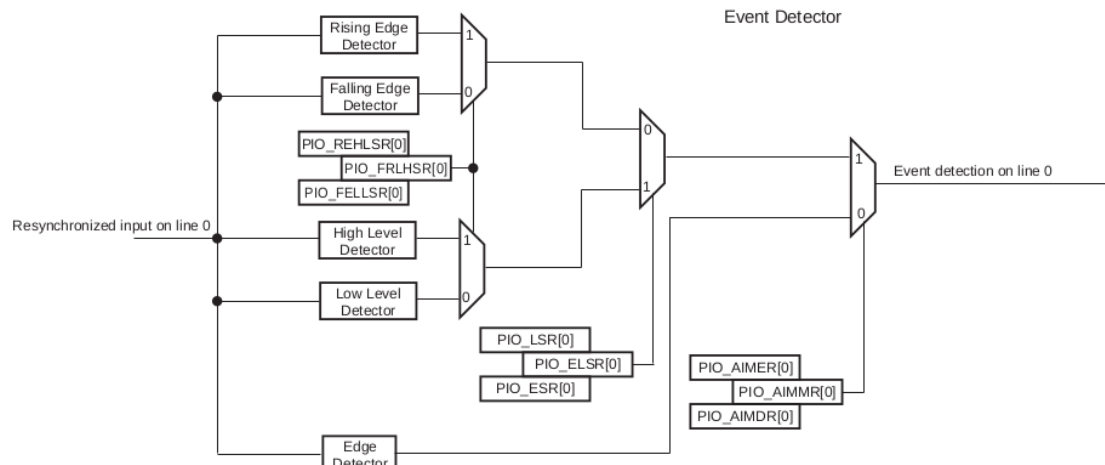 Event Detector
Rising Edge
Detector
1
Falling Edge
Detector
0
0
PIO_REHLSR[0]
PIO_FRLHSR[0]
PIO_FELLSR[0]
1
Event detection on line 0
1
0
Resynchronized input on line 0
High Level
Detector
1
Low Level
Detector
0
PIO_LSR[0]
PIO_ELSR[0]
PIO_ESR[0]
PIO_AIMER[0]
PIO_AIMMR[0]
PIO_AIMDR[0]
Edge
Detector